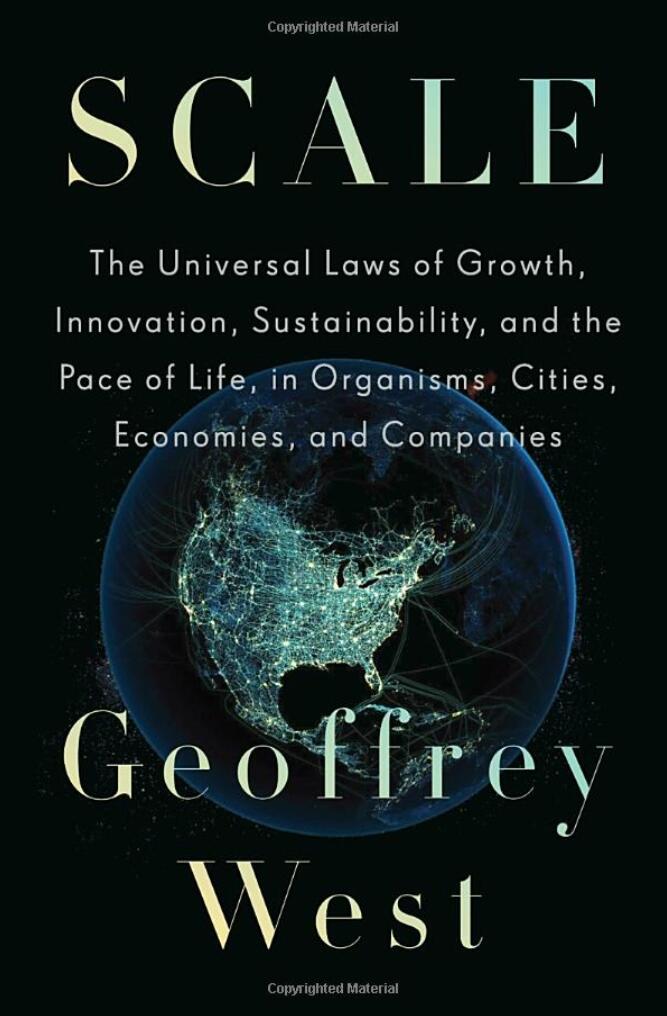 Copyrighted Material
SCALE
The Universal Laws of Growth,
Innovation, Sustainability, and the
Pace of Life, in Organisms, Cities,
Economies, and Companies
Geoffrey
West
Copyrighted Material